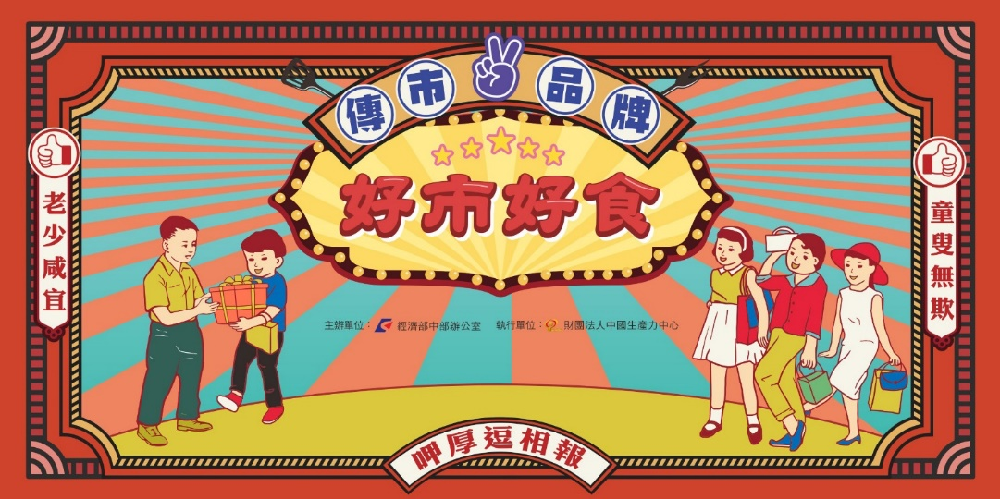 傳市品牌
好市好食
老少咸宜
童叟無欺
主辦單位：經濟部中部辦公室 執行單位：財團法人中國生產力中心
呷厚逗相報